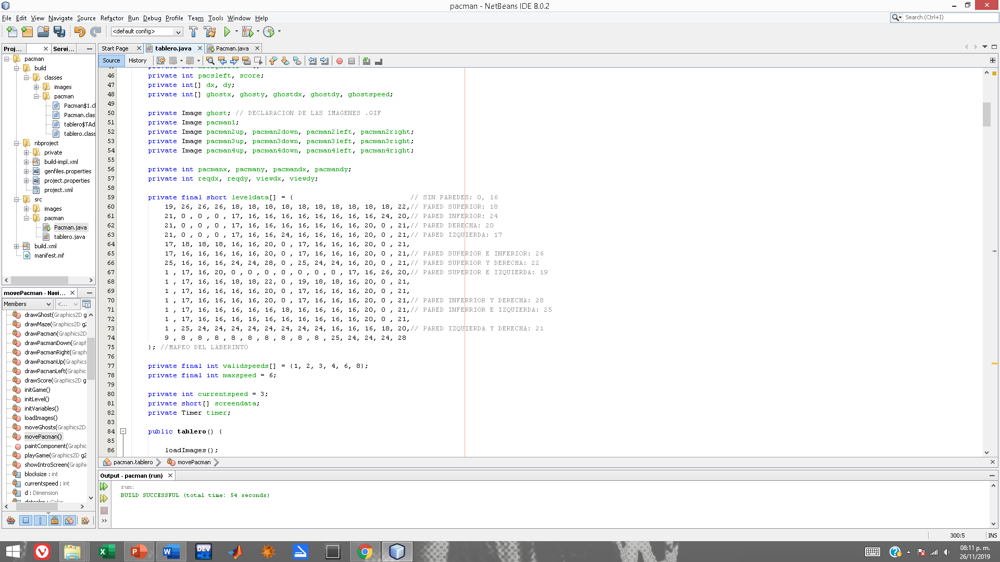 pacman - NetBeans IDE 8.0.2
File Edit View Navigate Source Refactor Run Debug Profile Team Tools Window Help
Search (Ctrl+I)
<default config>
Proj... Servi...
Start Page tablero.java Pacman.java
Source History
pacman
build
classes
images
pacman
Pacman$1.cl
Pacman.clas
tablero$TAd
tablero.class
nbproject
private
build-impl.xml
genfiles.properties
project.properties
project.xml
src
images
pacman
Pacman.java
tablero.java
build.xml
manifest.mf
movePacman - Navi...
Members <...
drawGhost(Graphics2D g
drawMaze(Graphics2D g2
drawPacman(Graphics2D
drawPacmanDown(Graph
drawPacmanRight(Graph
drawPacmanUp(Graphics
drawPacnanLeft(Graphic
drawScore(Graphics2D g
initGame()
initLevel()
initVariables()
loadImages()
moveGhosts(Graphics2D
movePacman()
paintComponent(Graphic
playGame(Graphics2D g2
showIntroScreen(Graphi
blocksize : int
currentspeed : int
d : Dimension
46 private int pacsleft, score;
47 private int[] dx, dy;
48 private int[] ghostx, ghosty, ghostdx, ghostdy, ghostspeed;
49
50 private Image ghost; // DECLARACION DE LAS IMAGENES .GIF
51 private Image pacman1;
52 private Image pacman2up, pacman2down, pacman2left, pacman2right;
53 private Image pacman3up, pacman3down, pacman3left, pacman3right;
54 private Image pacman4up, pacman4down, pacman4left, pacman4right;
55
56 private int pacmanx, pacmany, pacmandx, pacmandy;
57 private int reqdx, reqdy, viewdx, viewdy;
58
59 private final short leveldata[] = { // SIN PAREDES: 0, 16
60 19, 26, 26, 26, 18, 18, 18, 18, 18, 18, 18, 18, 18, 18, 22,// PARED SUPERIOR: 18
61 21, 0 , 0 , 0 , 17, 16, 16, 16, 16, 16, 16, 16, 16, 24, 20,// PARED INFERIOR: 24
62 21, 0 , 0 , 0 , 17, 16, 16, 16, 16, 16, 16, 16, 20, 0 , 21,// PARED DERECHA: 20
63 21, 0 , 0 , 0 , 17, 16, 16, 24, 16, 16, 16, 16, 20, 0 , 21,// PARED IZQUIERDA: 17
64 17, 18, 18, 18, 16, 16, 20, 0 , 17, 16, 16, 16, 20, 0 , 21,
65 17, 16, 16, 16, 16, 16, 20, 0 , 17, 16, 16, 16, 20, 0 , 21,// PARED SUPERIOR E INFERIOR: 26
66 25, 16, 16, 16, 24, 24, 28, 0 , 25, 24, 24, 16, 20, 0 , 21,// PARED SUPERIOR Y DERECHA: 22
67 1 , 17, 16, 20, 0 , 0 , 0 , 0 , 0 , 0 , 0 , 17, 16, 26, 20,// PARED SUPERIOR E IZQUIERDA: 19
68 1 , 17, 16, 16, 18, 18, 22, 0 , 19, 18, 18, 16, 20, 0 , 21,
69 1 , 17, 16, 16, 16, 16, 20, 0 , 17, 16, 16, 16, 20, 0 , 21,
70 1 , 17, 16, 16, 16, 16, 20, 0 , 17, 16, 16, 16, 20, 0 , 21,// PARED INFERRIOR Y DERECHA: 28
71 1 , 17, 16, 16, 16, 16, 16, 18, 16, 16, 16, 16, 20, 0 , 21,// PARED INFERRIOR E IZQUIERDA: 25
72 1 , 17, 16, 16, 16, 16, 16, 16, 16, 16, 16, 16, 20, 0 , 21,
73 1 , 25, 24, 24, 24, 24, 24, 24, 24, 24, 16, 16, 16, 18, 20,// PARED IZQUIERDA Y DERECHA: 21
74 9 , 8 , 8 , 8 , 8 , 8 , 8 , 8 , 8 , 8 , 25, 24, 24, 24, 28
75 }; //MAPEO DEL LABERINTO
76
77 private final int validspeeds[] = {1, 2, 3, 4, 6, 8};
78 private final int maxspeed = 6;
79
80 private int currentspeed = 3;
81 private short[] screendata;
82 private Timer timer;
83
84 public tablero() {
85
86 loadImages();
pacman.tablero movePacman
Output - pacman (run)
run:
BUILD SUCCESSFUL (total time: 54 seconds)
300:5 INS
DEV C++
08:11 p. m.
26/11/2019